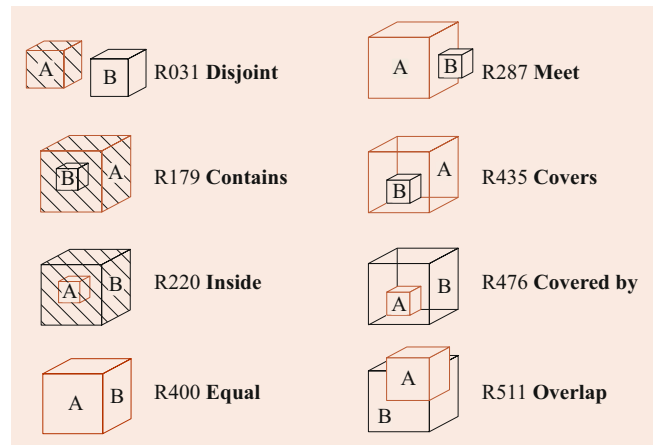 A B R031 Disjoint
A B R287 Meet
B A R179 Contains
B A R435 Covers
A B R220 Inside
A B R476 Covered by
A B R400 Equal
A B R511 Overlap